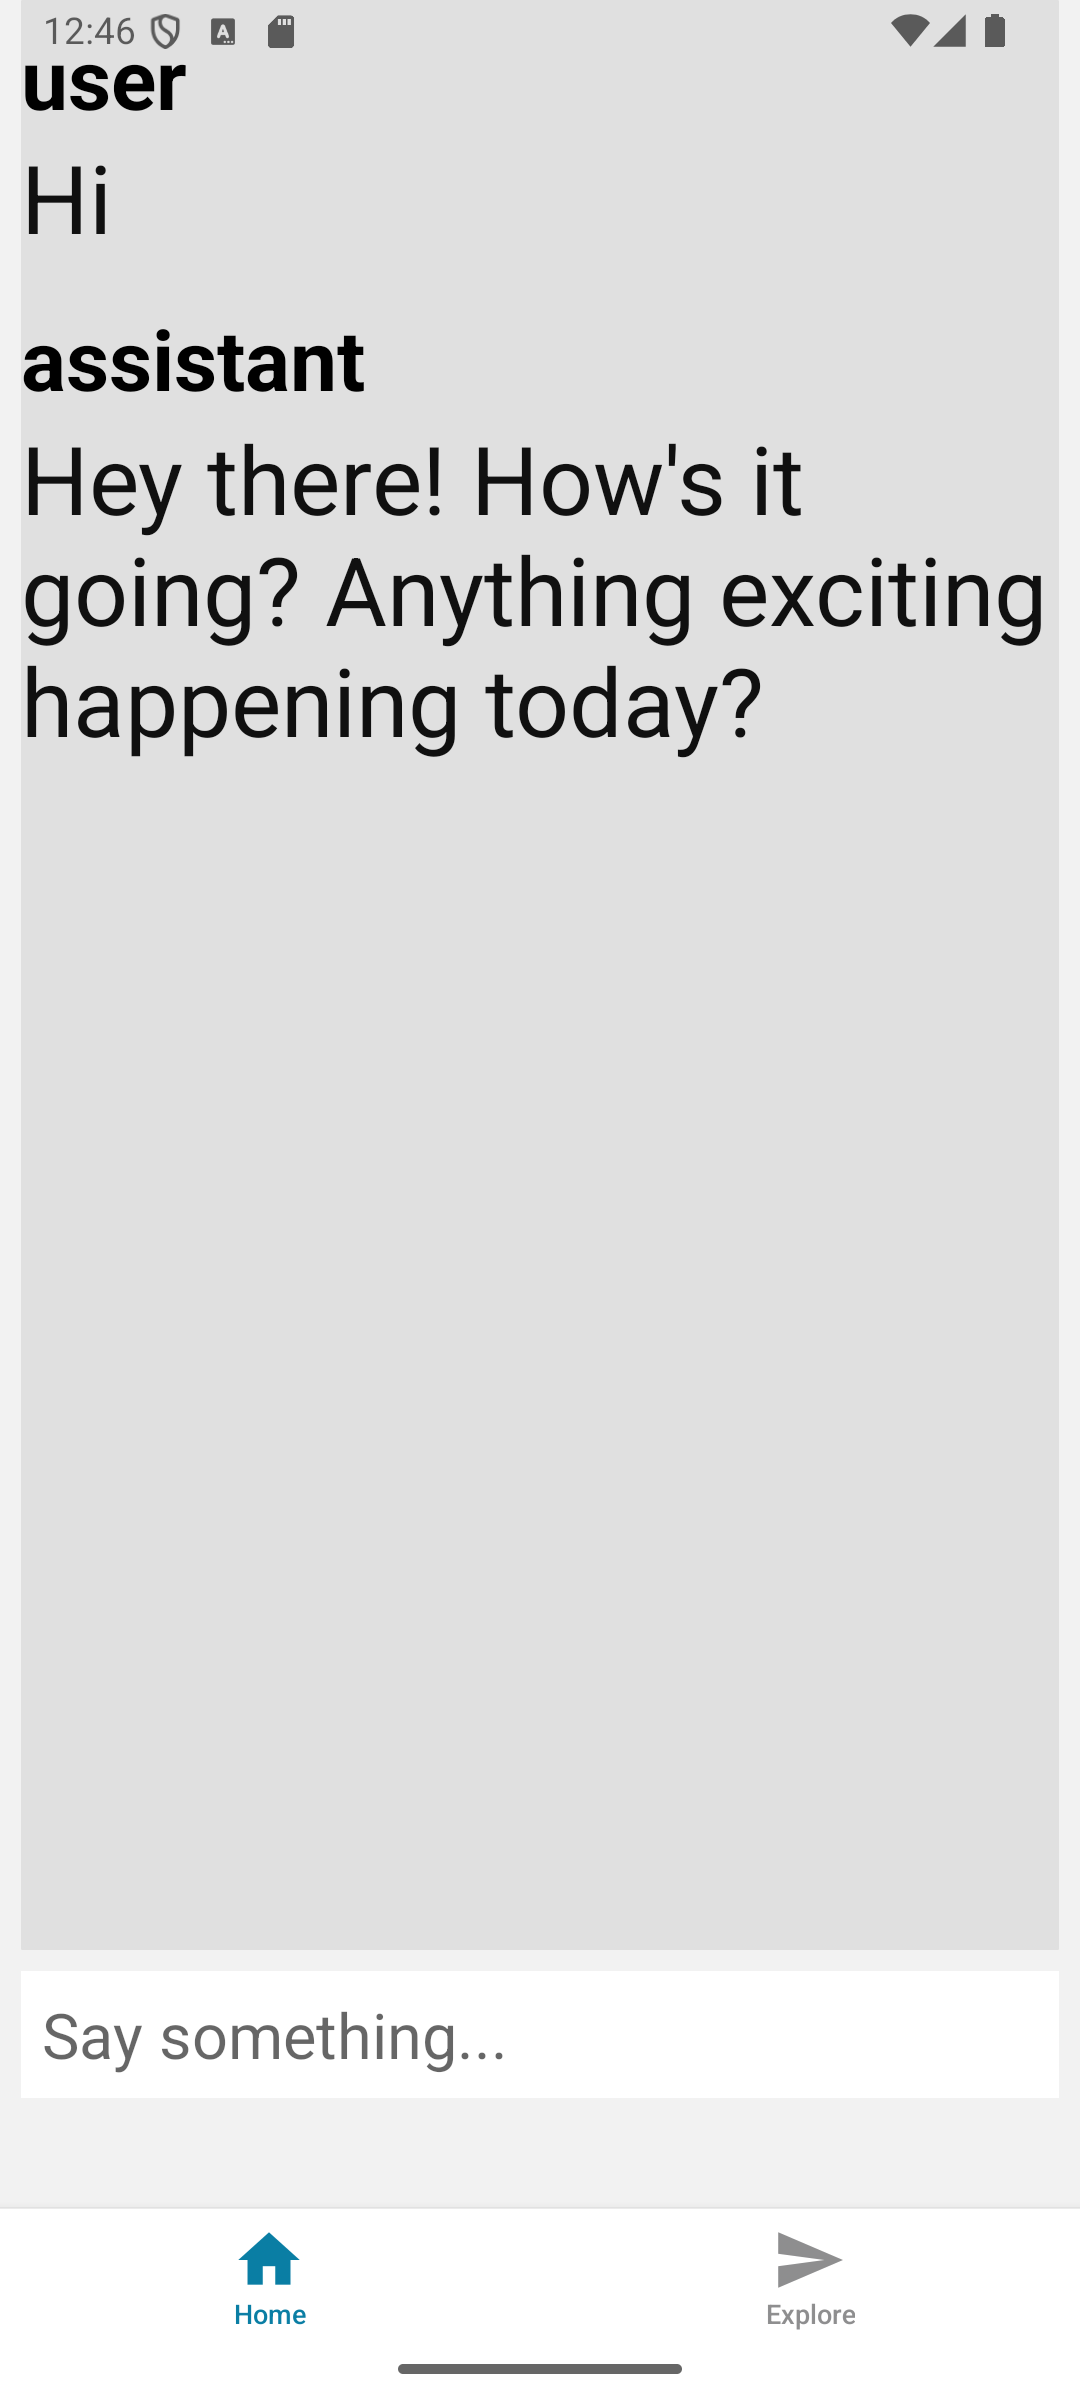 12:46
user
Hi
assistant
Hey there! How's it
going? Anything exciting
happening today?
Say something...
Home
Explore